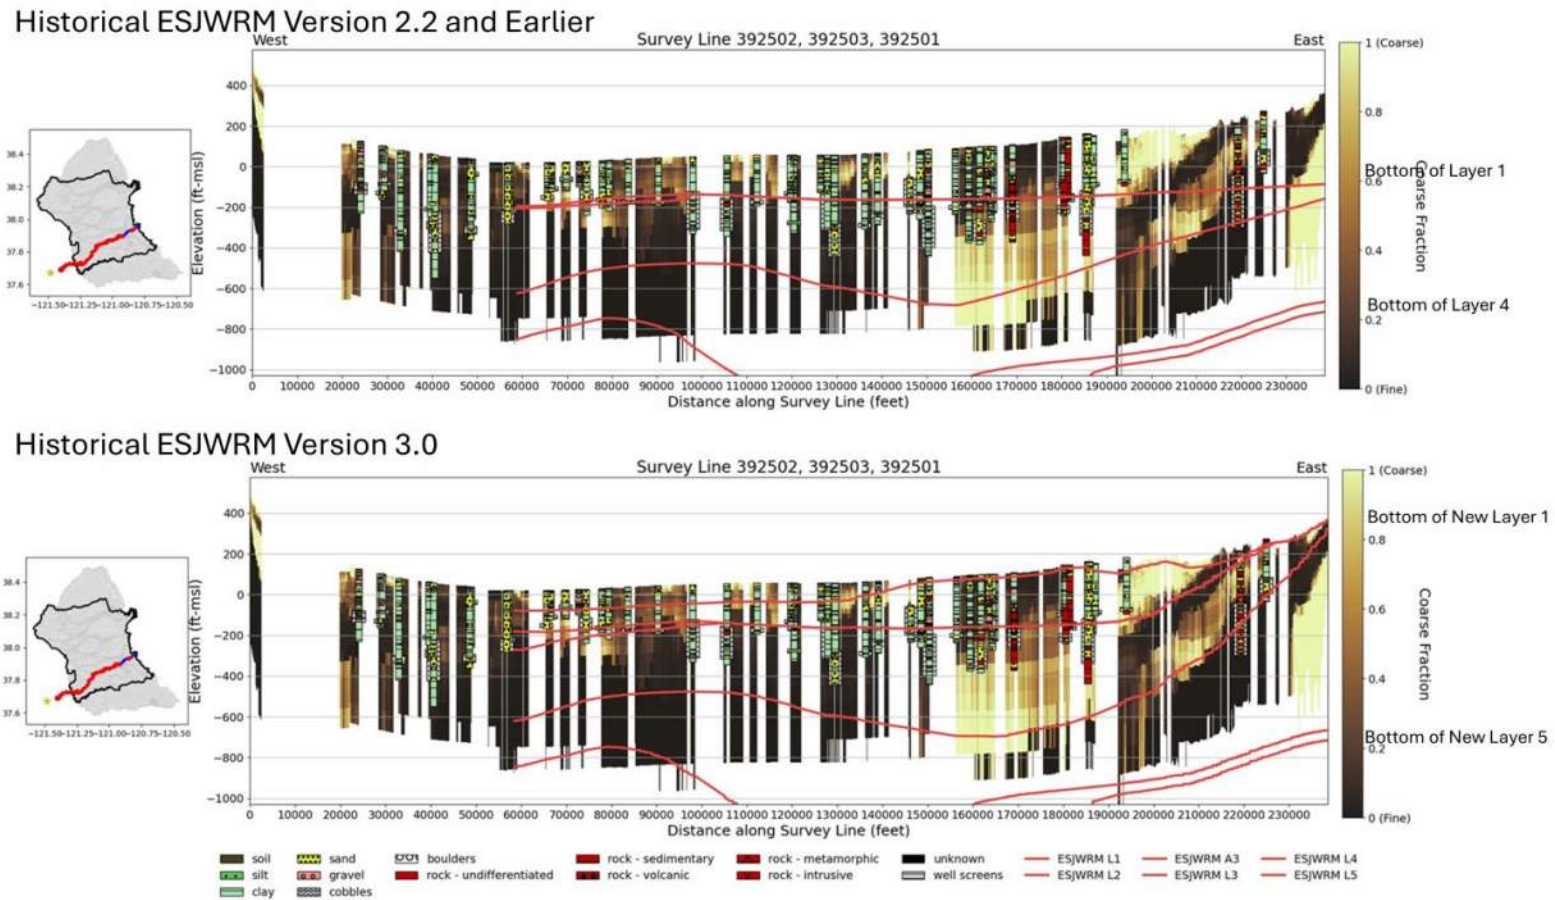 Historical ESJWRM Version 2.2 and Earlier
West
Survey Line 392502, 392503, 392501
East
400
200
0
−200
−400
−600
−800
−1000
Elevation (ft-msl)
0 10000 20000 30000 40000 50000 60000 70000 80000 90000 100000 110000 120000 130000 140000 150000 160000 170000 180000 190000 200000 210000 220000 230000
Distance along Survey Line (feet)
38.4
38.2
38.0
37.8
37.6
−121.50−121.25−121.00−120.75−120.50
1 (Coarse)
0.8
0.6
0.4
0.2
0 (Fine)
Coarse Fraction
Bottom of Layer 1
Bottom of Layer 4
Historical ESJWRM Version 3.0
West
Survey Line 392502, 392503, 392501
East
400
200
0
−200
−400
−600
−800
−1000
Elevation (ft-msl)
0 10000 20000 30000 40000 50000 60000 70000 80000 90000 100000 110000 120000 130000 140000 150000 160000 170000 180000 190000 200000 210000 220000 230000
Distance along Survey Line (feet)
38.4
38.2
38.0
37.8
37.6
−121.50−121.25−121.00−120.75−120.50
1 (Coarse)
0.8
0.6
0.4
0.2
0 (Fine)
Coarse Fraction
Bottom of New Layer 1
Bottom of New Layer 5
soil sand boulders rock - sedimentary rock - metamorphic unknown ESJWRM L1 ESJWRM A3 ESJWRM L4
silt gravel rock - undifferentiated rock - volcanic rock - intrusive well screens ESJWRM L2 ESJWRM L3 ESJWRM L5
clay cobbles